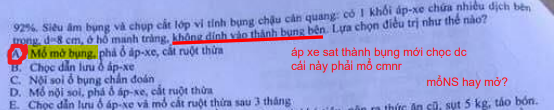 92%. Siêu âm bụng và chụp cắt lớp vi tính bụng chậu cản quang: có 1 khối áp-xe chứa nhiều dịch bên
trong, d=8 cm, ở hố manh tràng, không dính vào thành bụng bên. Lựa chọn điều trị như thế nào?
A. Mổ mở bụng, phá ổ áp-xe, cắt ruột thừa
áp xe sat thành bụng mới chọc dc
B. Chọc dẫn lưu ổ áp-xe
cái này phải mổ cmnr
C. Nội soi ổ bụng chẩn đoán
D. Mổ nội soi, phá ổ áp-xe, cắt ruột thừa
mổNS hay mở?
E. Chọc dẫn lưu ổ áp-xe và mổ cắt ruột thừa sau 3 tháng
ra thức ăn cũ, sụt 5 kg, táo bón.